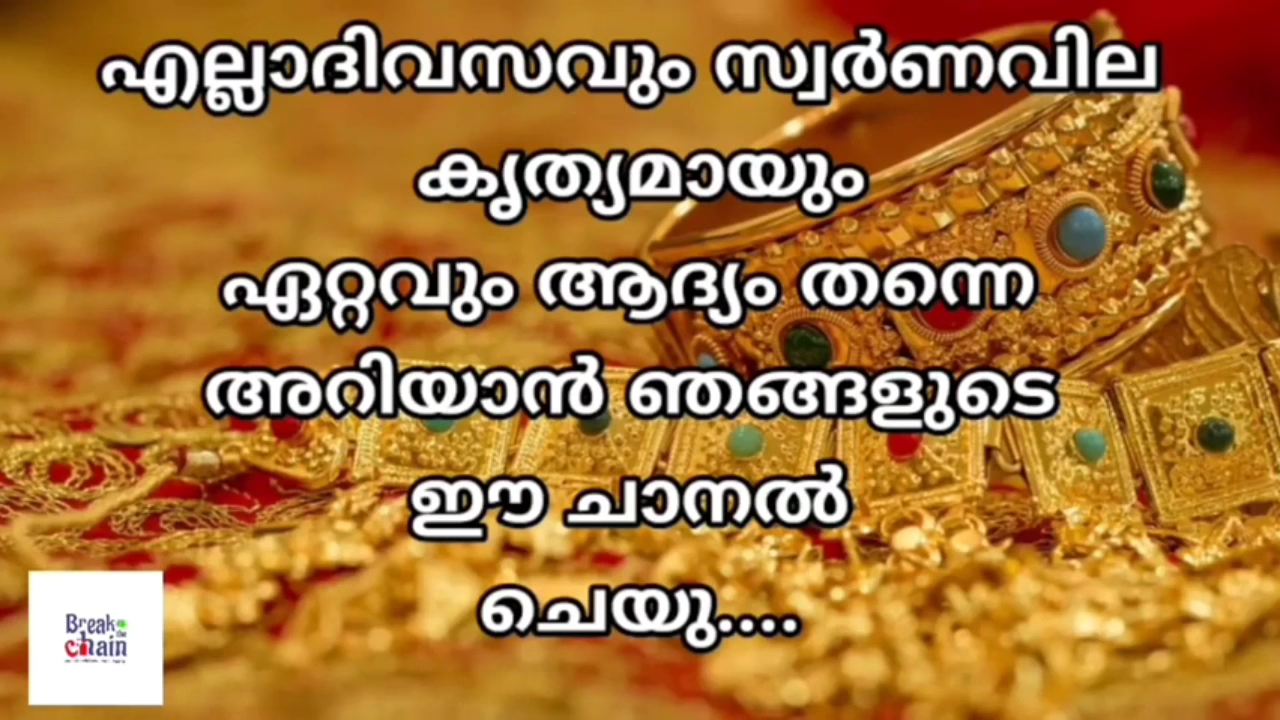 എല്ലാദിവസവും സ്വർണവില
കൃത്യമായും
ഏറ്റവും ആദ്യം തന്നെ
അറിയാൻ ഞങ്ങളുടെ
ഈ ചാനൽ
ചെയു....
Break
the
chain